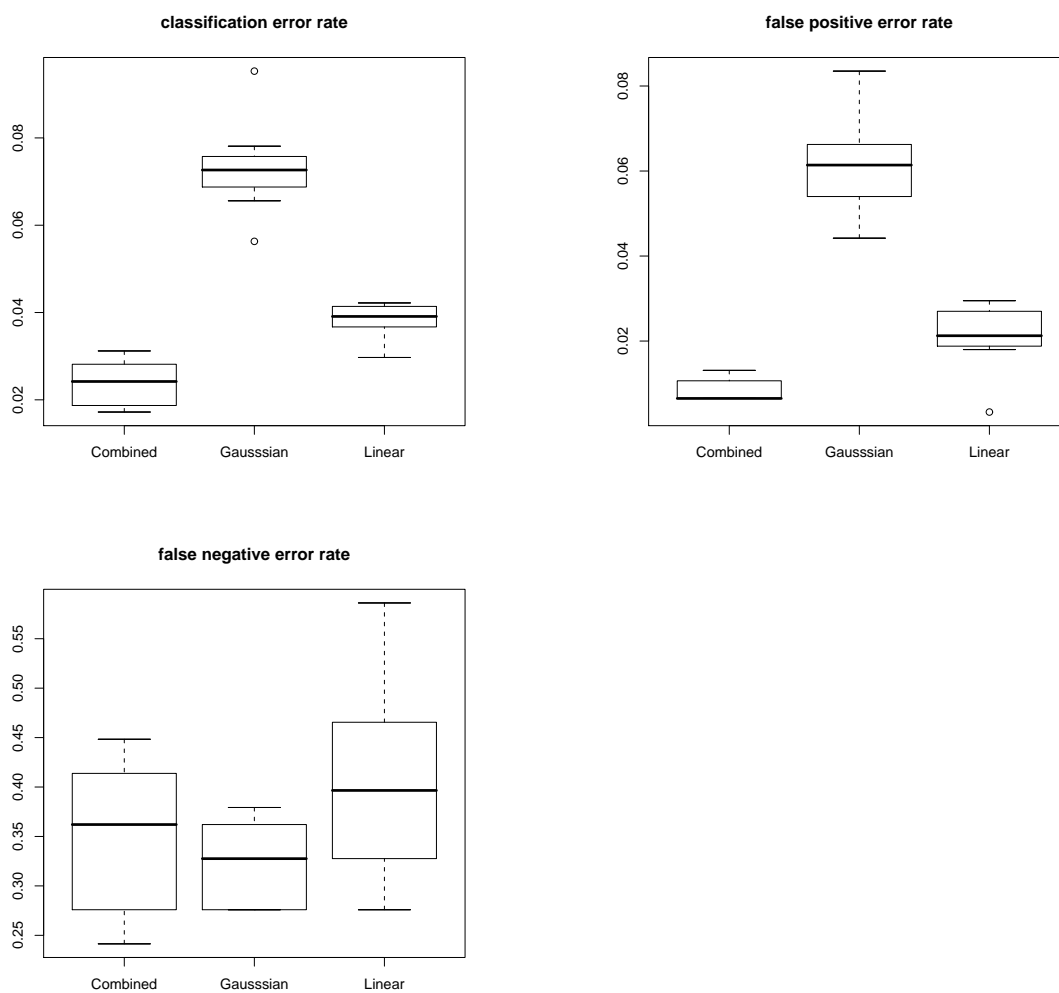 classification error rate
0.08
0.06
0.04
0.02
Combined Gausssian Linear
false positive error rate
0.08
0.06
0.04
0.02
Combined Gausssian Linear
false negative error rate
0.55
0.50
0.45
0.40
0.35
0.30
0.25
Combined Gausssian Linear